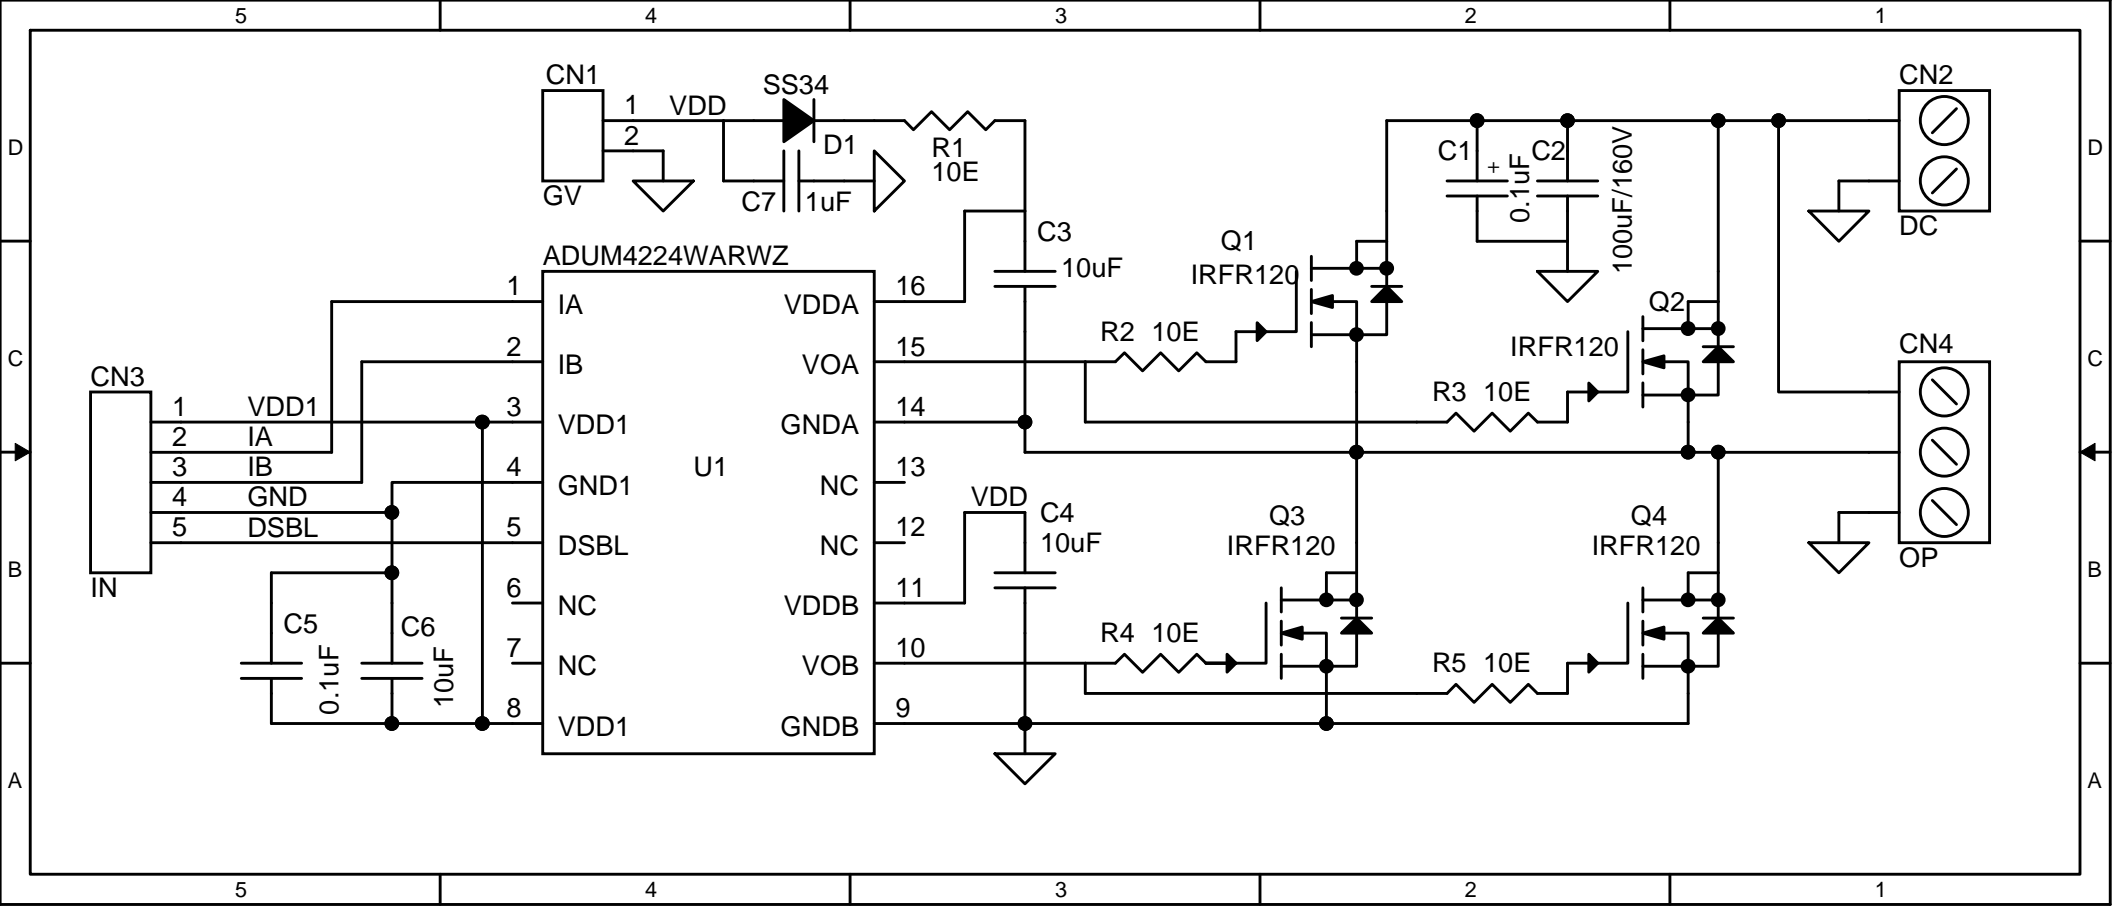 5 4 3 2 1
D
C
B
A
CN1
1 VDD
2
GV
SS34
D1
C7 1uF
R1
10E
C3
10uF
ADUM4224WARWZ
U1
1 IA
2 IB
3 VDD1
4 GND1
5 DSBL
6 NC
7 NC
8 VDD1
VDDA 16
VOA 15
GNDA 14
NC 13
NC 12
VDDB 11
VOB 10
GNDB 9
CN3
1 VDD1
2 IA
3 IB
4 GND
5 DSBL
IN
C5
0.1uF
C6
10uF
VDD
C4
10uF
R2 10E
Q1
IRFR120
R3 10E
Q2
IRFR120
C1
+
0.1uF
C2
100uF/160V
R4 10E
Q3
IRFR120
R5 10E
Q4
IRFR120
CN2
DC
CN4
OP
D
C
B
A
5 4 3 2 1